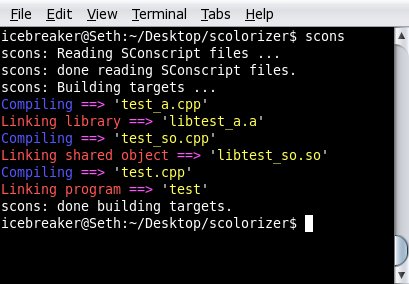 File Edit View Terminal Tabs Help
icebreaker@Seth:~/Desktop/scolorizer$ scons
scons: Reading SConscript files ...
scons: done reading SConscript files.
scons: Building targets ...
Compiling ==> 'test_a.cpp'
Linking library ==> 'libtest_a.a'
Compiling ==> 'test_so.cpp'
Linking shared object ==> 'libtest_so.so'
Compiling ==> 'test.cpp'
Linking program ==> 'test'
scons: done building targets.
icebreaker@Seth:~/Desktop/scolorizer$